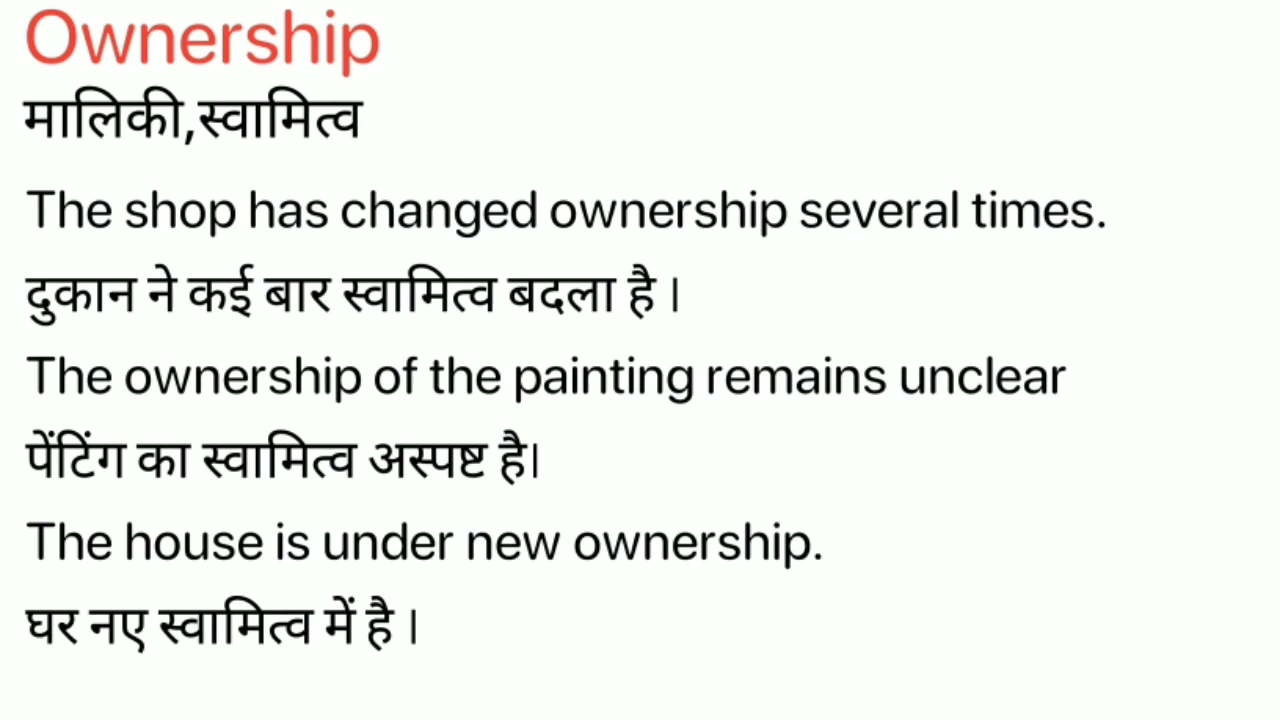 Ownership
मालिकी,स्वामित्व
The shop has changed ownership several times.
दुकान ने कई बार स्वामित्व बदला है ।
The ownership of the painting remains unclear
पेंटिंग का स्वामित्व अस्पष्ट है।
The house is under new ownership.
घर नए स्वामित्व में है ।